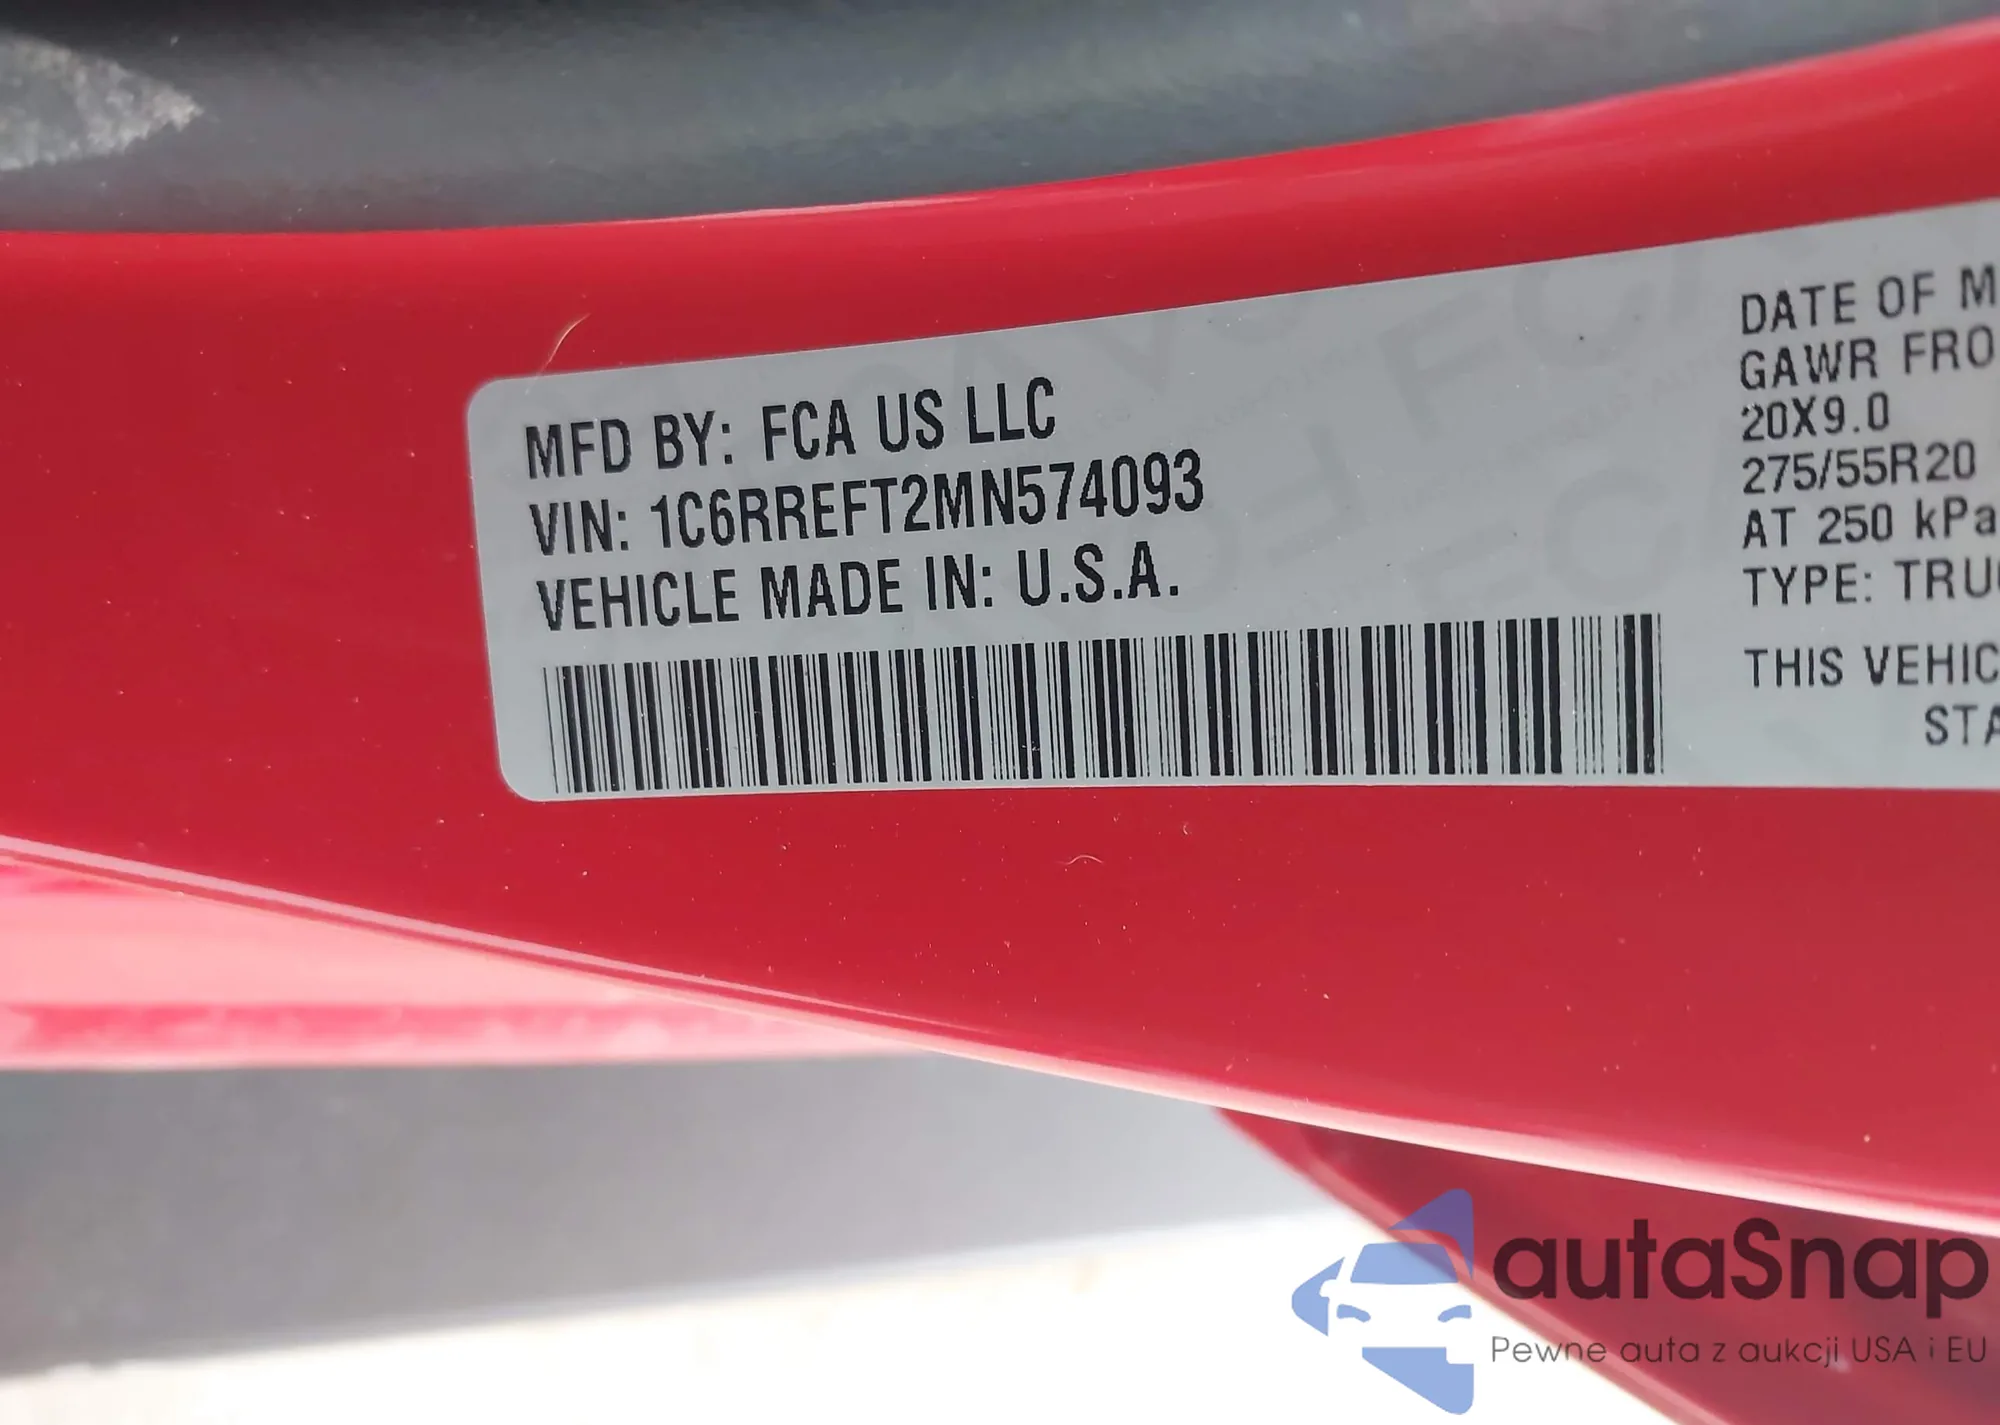 MFD BY: FCA US LLC
VIN: 1C6RREFT2MN574093
VEHICLE MADE IN: U.S.A.
DATE OF M
GAWR FRO
20X9.0
275/55R20
AT 250 kPa
TYPE: TRU
THIS VEHIC
STA
autaSnap
Pewne auta z aukcji USA i EU